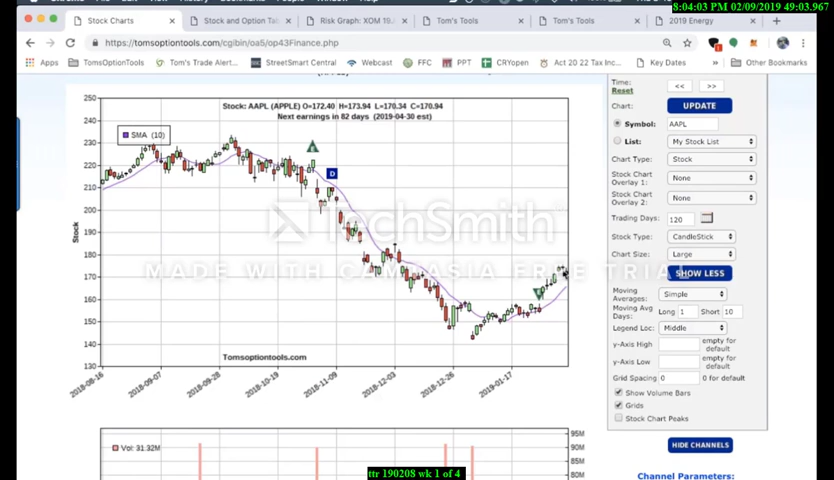 8:04:03 PM 02/09/2019 49:03.967
Stock Charts
Stock and Option Tal
Risk Graph: XOM 19.
Tom's Tools
Tom's Tools
2019 Energy
https://tomsoptiontools.com/cgibin/oa5/op43Finance.php
Apps
TomsOptionTools
Tom's Trade Alert...
StreetSmart Central
Webcast
FFC
PPT
CRYopen
Act 20 22 Tax Inc...
Key Dates
Other Bookmarks
Stock: AAPL (APPLE) O=172.40 H=173.94 L=170.34 C=170.94
Next earnings in 82 days (2019-04-30 est)
SMA (10)
D
Stock
250
240
230
220
210
200
190
180
170
160
150
140
130
Tomsoptiontools.com
2018-08-16
2018-09-07
2018-09-28
2018-10-19
2018-11-09
2018-12-03
2018-12-26
2019-01-17
TechSmith
MADE WITH CAMTASIA FREE TRIAL
Vol: 31.32M
95M
90M
85M
80M
Time:
Reset
<<
>>
Chart:
UPDATE
Symbol:
AAPL
List:
My Stock List
Chart Type:
Stock
Stock Chart
Overlay 1:
None
Stock Chart
Overlay 2:
None
Trading Days:
120
Stock Type:
CandleStick
Chart Size:
Large
SHOW LESS
Moving
Averages:
Simple
Moving Avg
Days:
Long
1
Short
10
Legend Loc:
Middle
y-Axis High
empty for
default
y-Axis Low
empty for
default
Grid Spacing
0
0 for default
Show Volume Bars
Grids
Stock Chart Peaks
HIDE CHANNELS
Channel Parameters:
ttr 190208 wk 1 of 4